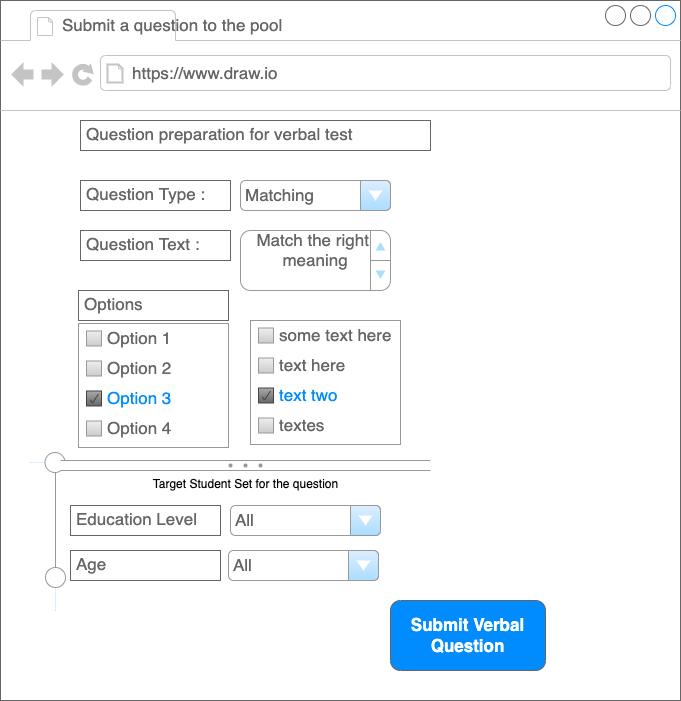 Submit a question to the pool
https://www.draw.io
Question preparation for verbal test
Question Type :
Matching
Question Text :
Match the right
meaning
Options
Option 1
Option 2
Option 3
Option 4
some text here
text here
text two
textes
Target Student Set for the question
Education Level
All
Age
All
Submit Verbal
Question